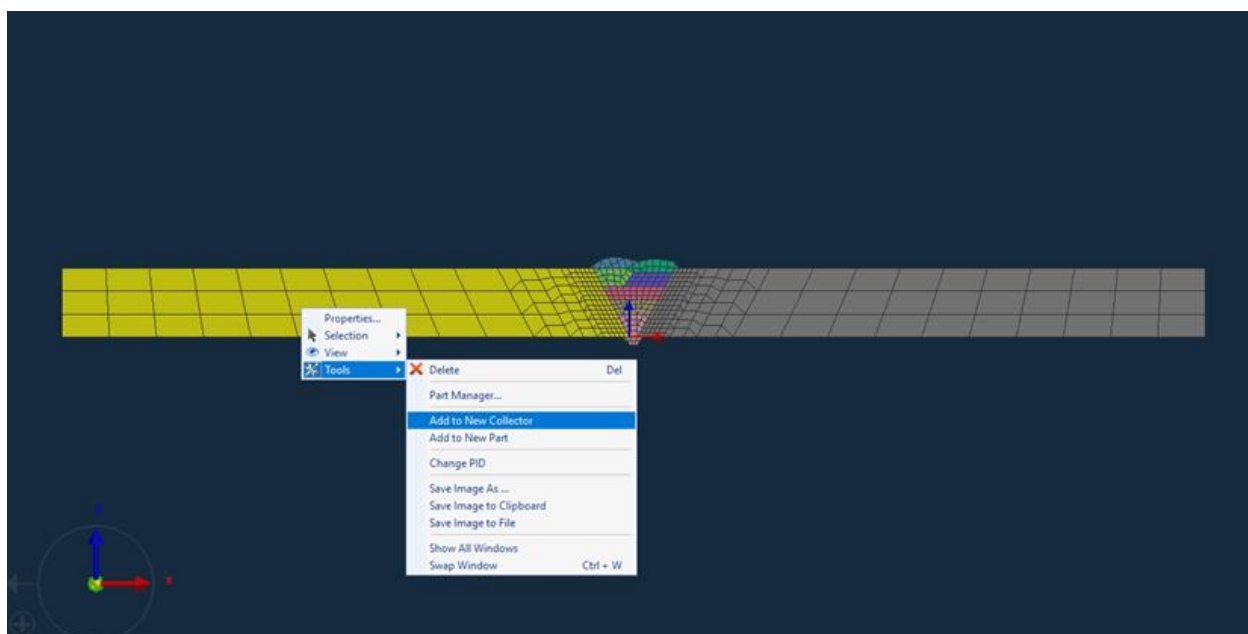 Properties...
Selection
View
Tools
Delete Del
Part Manager...
Add to New Collector
Add to New Part
Change PID
Save Image As ...
Save Image to Clipboard
Save Image to File
Show All Windows
Swap Window Ctrl + W
x